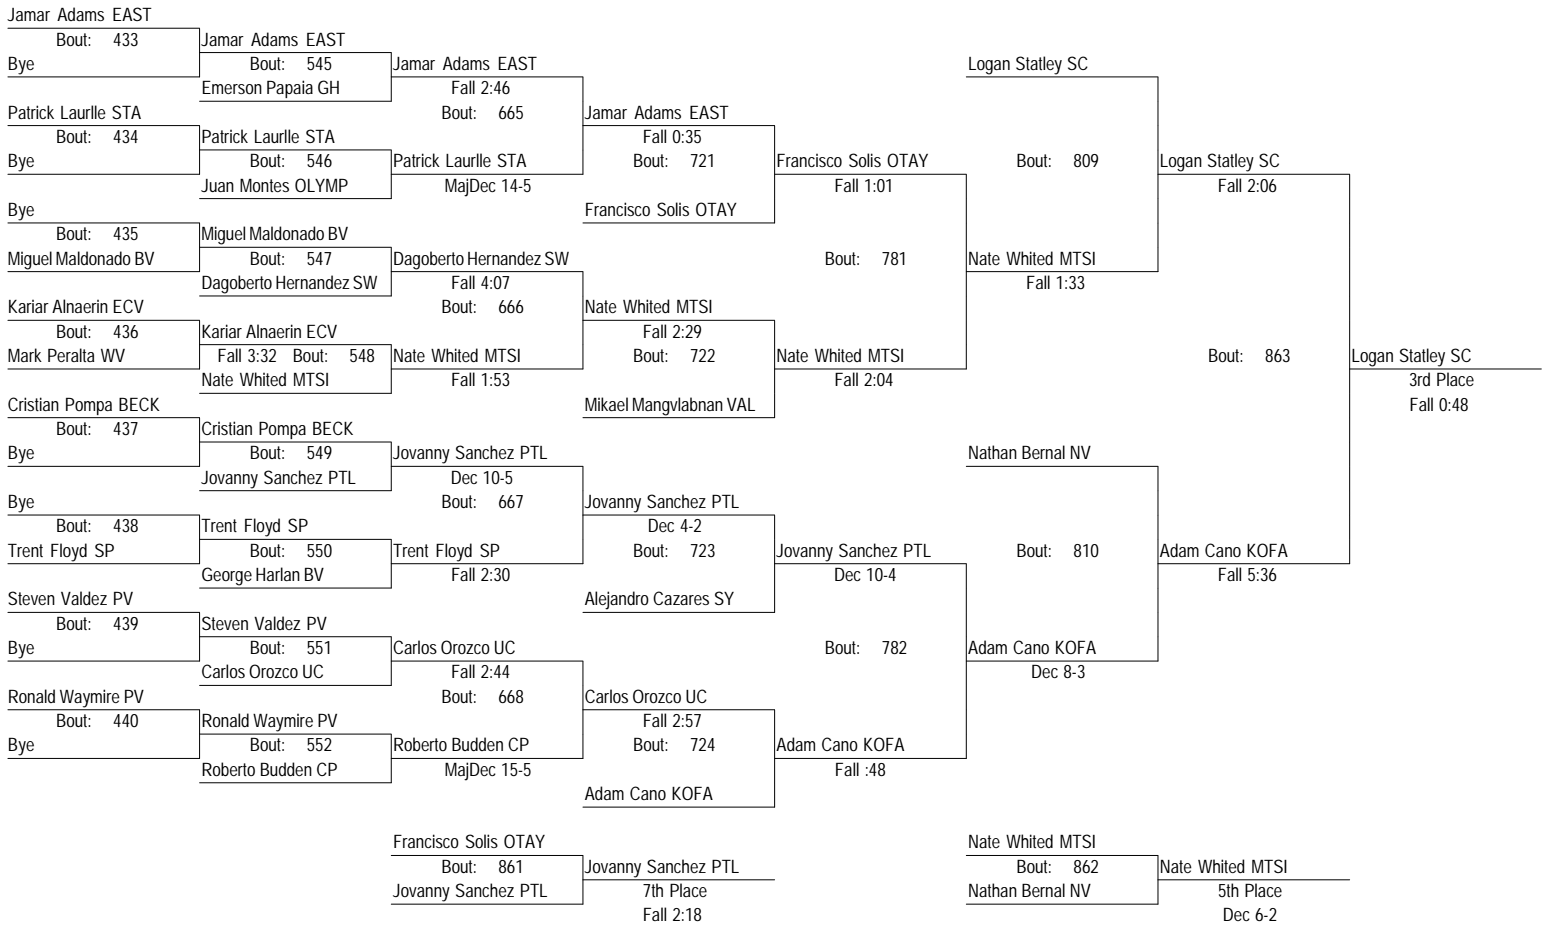 Jamar Adams EAST
Bout: 433
Bye
Patrick Laurlle STA
Bout: 434
Bye
Bye
Bout: 435
Miguel Maldonado BV
Kariar Alnaerin ECV
Bout: 436
Mark Peralta WV
Cristian Pompa BECK
Bout: 437
Bye
Bye
Bout: 438
Trent Floyd SP
Steven Valdez PV
Bout: 439
Bye
Ronald Waymire PV
Bout: 440
Bye
Jamar Adams EAST
Bout: 545
Emerson Papaia GH
Patrick Laurlle STA
Bout: 546
Juan Montes OLYMP
Miguel Maldonado BV
Bout: 547
Dagoberto Hernandez SW
Kariar Alnaerin ECV
Fall 3:32 Bout: 548
Nate Whited MTSI
Cristian Pompa BECK
Bout: 549
Jovanny Sanchez PTL
Trent Floyd SP
Bout: 550
George Harlan BV
Steven Valdez PV
Bout: 551
Carlos Orozco UC
Ronald Waymire PV
Bout: 552
Roberto Budden CP
Jamar Adams EAST
Fall 2:46
Bout: 665
Patrick Laurlle STA
MajDec 14-5
Dagoberto Hernandez SW
Fall 4:07
Bout: 666
Nate Whited MTSI
Fall 1:53
Jovanny Sanchez PTL
Dec 10-5
Bout: 667
Trent Floyd SP
Fall 2:30
Carlos Orozco UC
Fall 2:44
Bout: 668
Roberto Budden CP
MajDec 15-5
Jamar Adams EAST
Fall 0:35
Bout: 721
Francisco Solis OTAY
Nate Whited MTSI
Fall 2:29
Bout: 722
Mikael Mangvlabnan VAL
Jovanny Sanchez PTL
Dec 4-2
Bout: 723
Alejandro Cazares SY
Carlos Orozco UC
Fall 2:57
Bout: 724
Adam Cano KOFA
Francisco Solis OTAY
Fall 1:01
Bout: 781
Nate Whited MTSI
Fall 2:04
Jovanny Sanchez PTL
Dec 10-4
Bout: 782
Adam Cano KOFA
Fall :48
Logan Statley SC
Bout: 809
Nate Whited MTSI
Fall 1:33
Nathan Bernal NV
Bout: 810
Adam Cano KOFA
Dec 8-3
Logan Statley SC
Fall 2:06
Bout: 863
Adam Cano KOFA
Fall 5:36
Logan Statley SC
3rd Place
Fall 0:48
Francisco Solis OTAY
Bout: 861
Jovanny Sanchez PTL
Jovanny Sanchez PTL
7th Place
Fall 2:18
Nate Whited MTSI
Bout: 862
Nathan Bernal NV
Nate Whited MTSI
5th Place
Dec 6-2